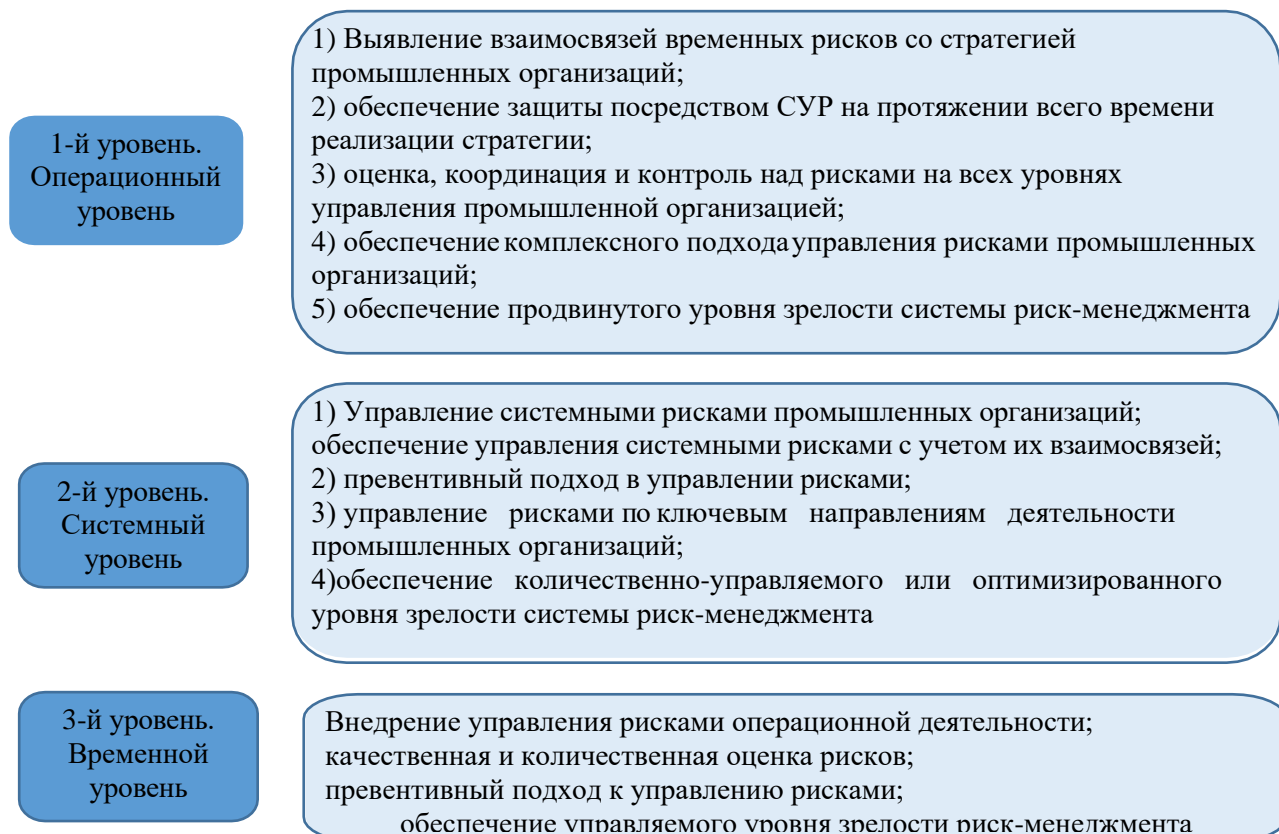 1-й уровень.
Операционный
уровень
1) Выявление взаимосвязей временных рисков со стратегией
промышленных организаций;
2) обеспечение защиты посредством СУР на протяжении всего времени
реализации стратегии;
3) оценка, координация и контроль над рисками на всех уровнях
управления промышленной организацией;
4) обеспечение комплексного подхода управления рисками промышленных
организаций;
5) обеспечение продвинутого уровня зрелости системы риск-менеджмента
2-й уровень.
Системный
уровень
1) Управление системными рисками промышленных организаций;
обеспечение управления системными рисками с учетом их взаимосвязей;
2) превентивный подход в управлении рисками;
3) управление рисками по ключевым направлениям деятельности
промышленных организаций;
4)обеспечение количественно-управляемого или оптимизированного
уровня зрелости системы риск-менеджмента
3-й уровень.
Временной
уровень
Внедрение управления рисками операционной деятельности;
качественная и количественная оценка рисков;
превентивный подход к управлению рисками;
обеспечение управляемого уровня зрелости риск-менеджмента